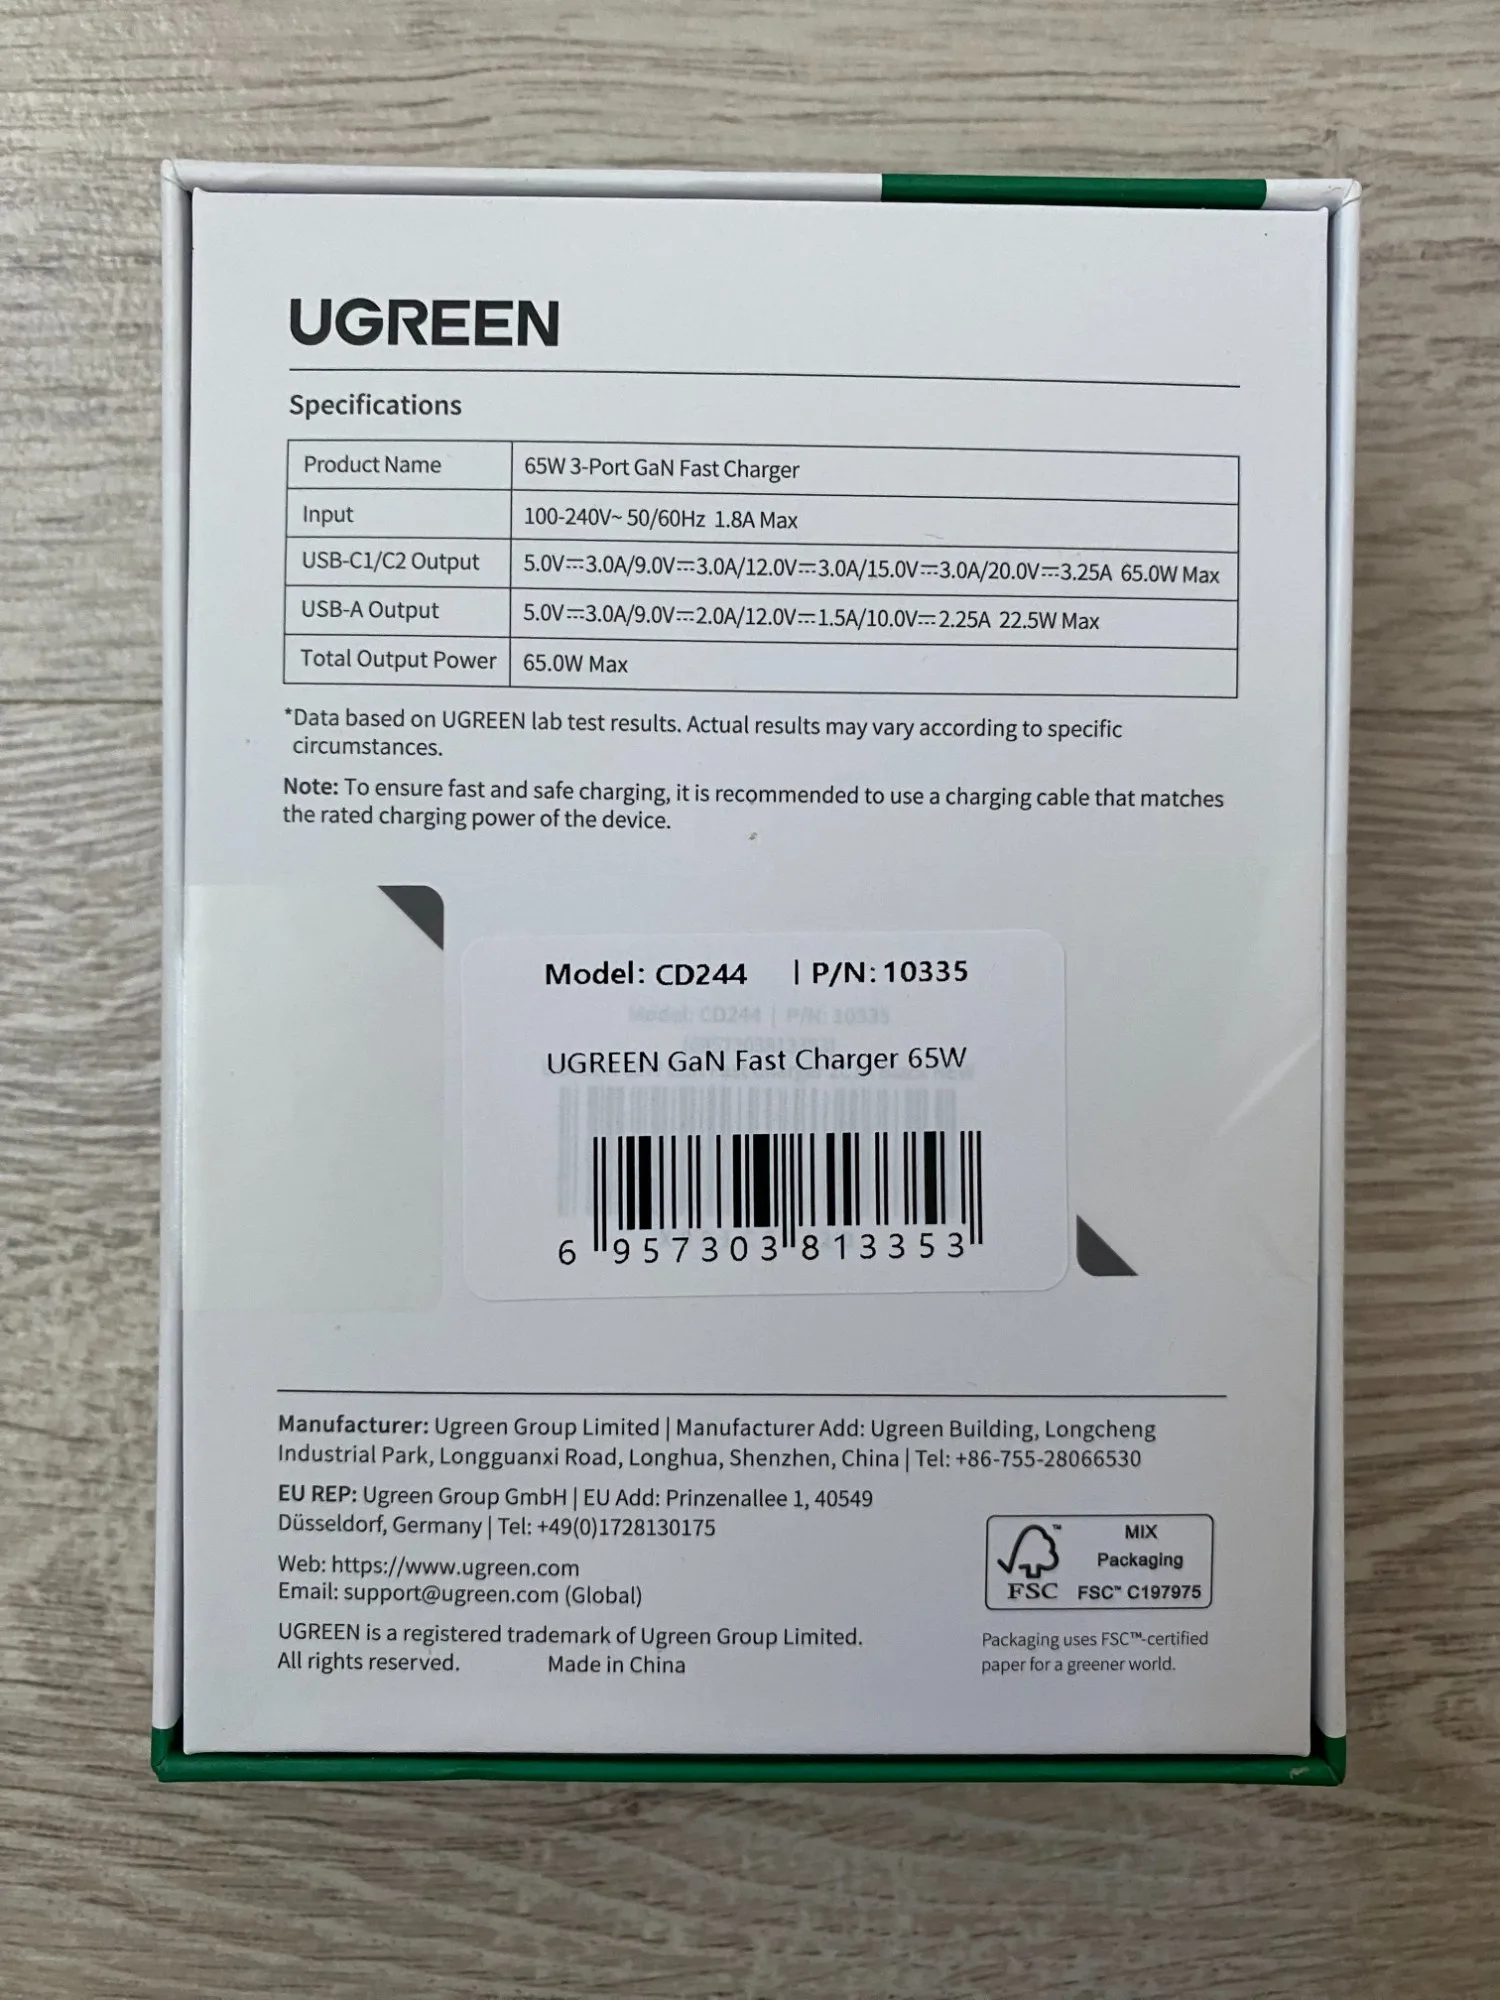 UGREEN
Specifications
Product Name 65W 3-Port GaN Fast Charger
Input 100-240V~ 50/60Hz 1.8A Max
USB-C1/C2 Output 5.0V⎓3.0A/9.0V⎓3.0A/12.0V⎓3.0A/15.0V⎓3.0A/20.0V⎓3.25A 65.0W Max
USB-A Output 5.0V⎓3.0A/9.0V⎓2.0A/12.0V⎓1.5A/10.0V⎓2.25A 22.5W Max
Total Output Power 65.0W Max
*Data based on UGREEN lab test results. Actual results may vary according to specific
circumstances.
Note: To ensure fast and safe charging, it is recommended to use a charging cable that matches
the rated charging power of the device.
Model: CD244 | P/N: 10335
Model: CD244 | P/N: 10335
UGREEN GaN Fast Charger 65W
6 957303 813353
Manufacturer: Ugreen Group Limited | Manufacturer Add: Ugreen Building, Longcheng
Industrial Park, Longguanxi Road, Longhua, Shenzhen, China | Tel: +86-755-28066530
EU REP: Ugreen Group GmbH | EU Add: Prinzenallee 1, 40549
Düsseldorf, Germany | Tel: +49(0)1728130175
Web: https://www.ugreen.com
Email: support@ugreen.com (Global)
UGREEN is a registered trademark of Ugreen Group Limited.
All rights reserved. Made in China
™
FSC
MIX
Packaging
FSC™ C197975
Packaging uses FSC™-certified
paper for a greener world.